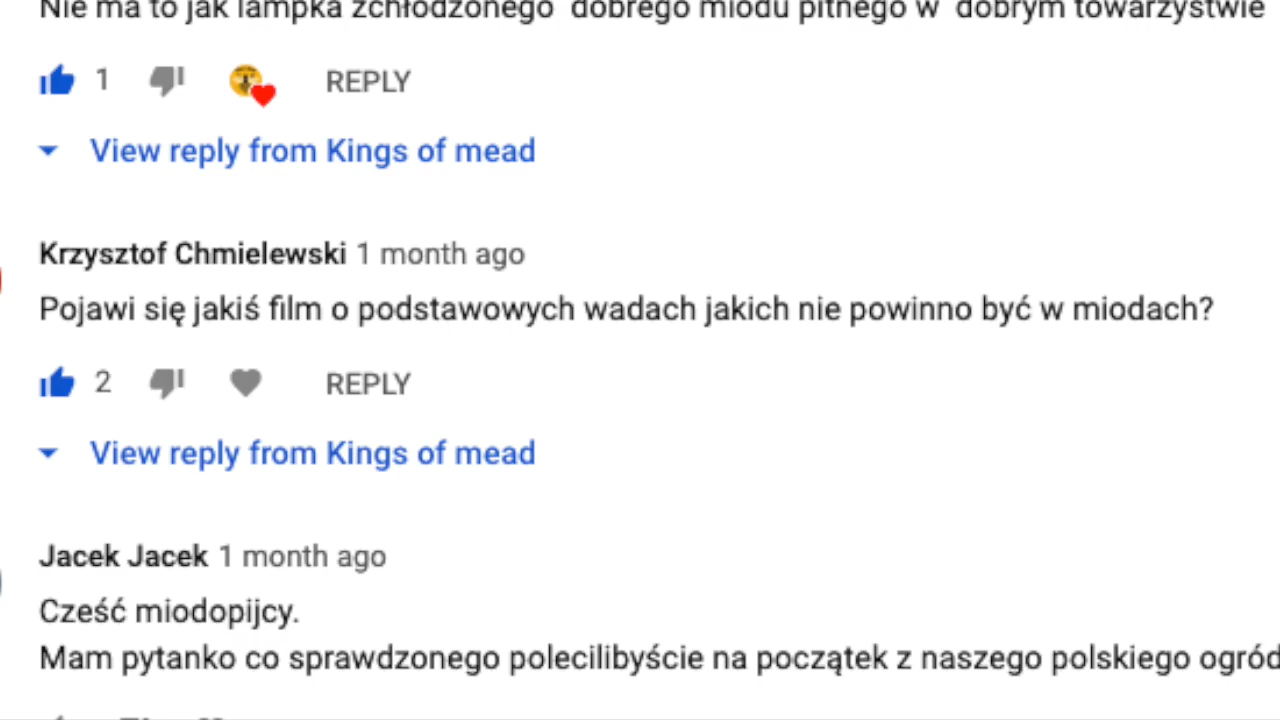 Nie ma to jak lampka zchłodzonego dobrego miodu pitnego w dobrym towarzystwie
1 REPLY
View reply from Kings of mead
Krzysztof Chmielewski 1 month ago
Pojawi się jakiś film o podstawowych wadach jakich nie powinno być w miodach?
2 REPLY
View reply from Kings of mead
Jacek Jacek 1 month ago
Cześć miodopijcy.
Mam pytanko co sprawdzonego polecilibyście na początek z naszego polskiego ogród